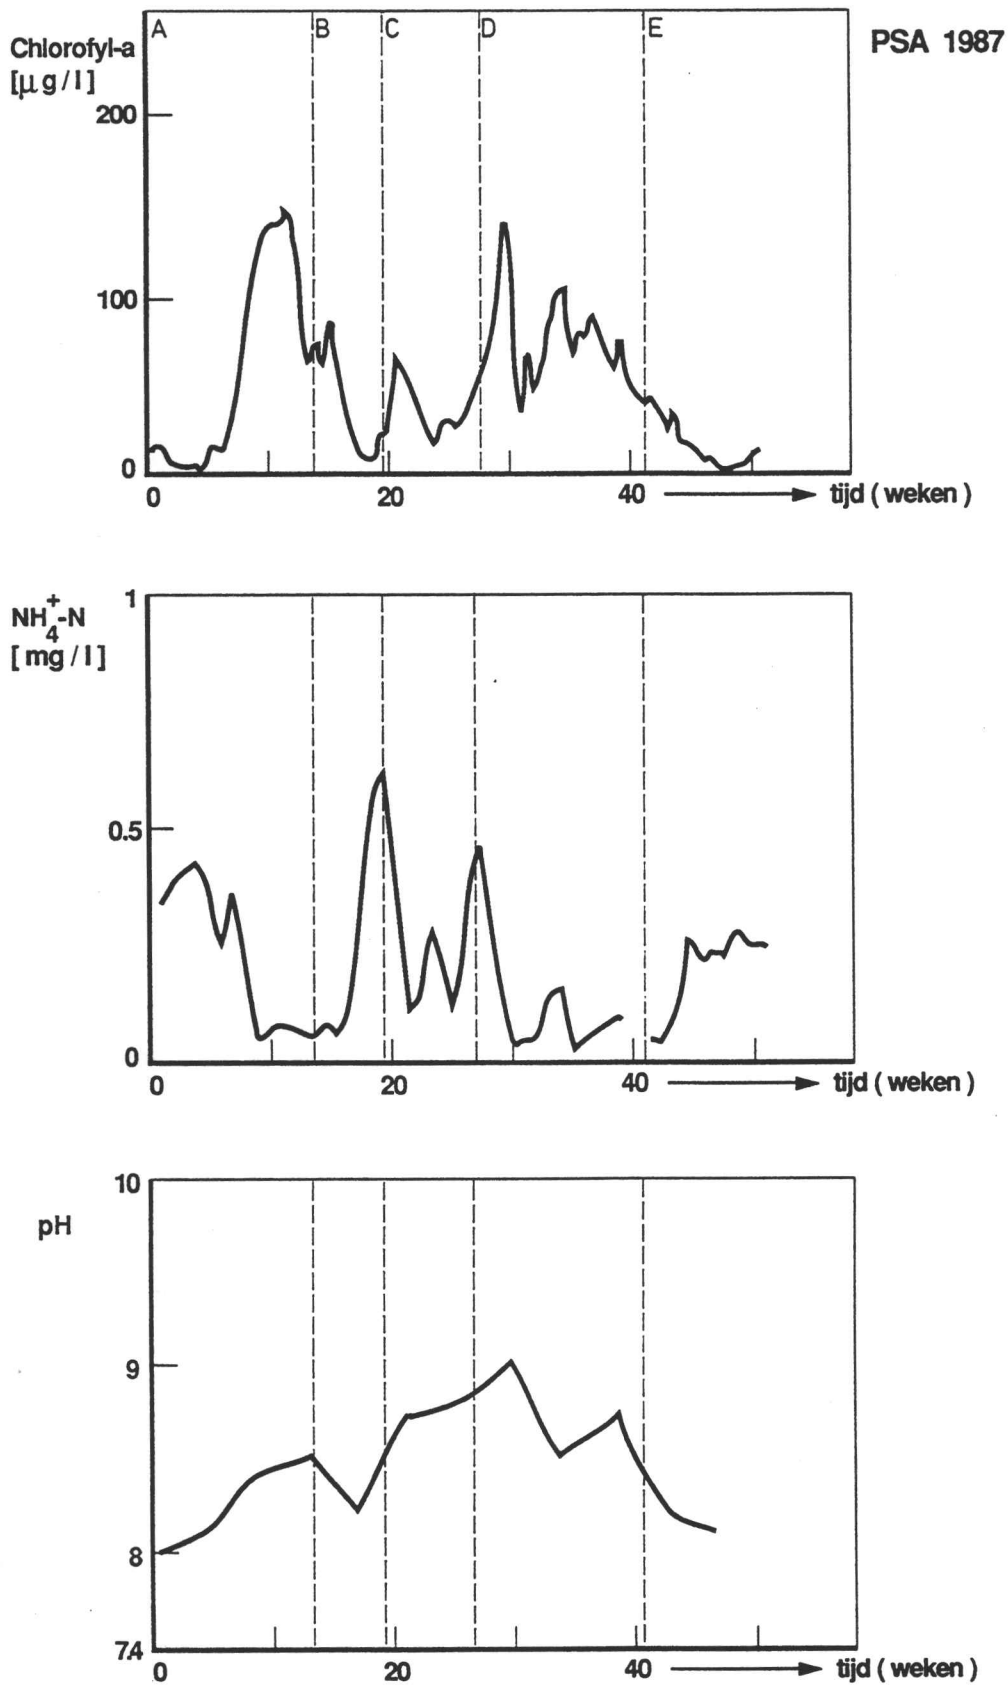 A B C D E
Chlorofyl-a PSA 1987
[μg/l]
200
100
0
0 20 40 tijd (weken)
1
NH4+-N
[mg/l]
0.5
0
0 20 40 tijd (weken)
10
pH
9
8
7.4
0 20 40 tijd (weken)